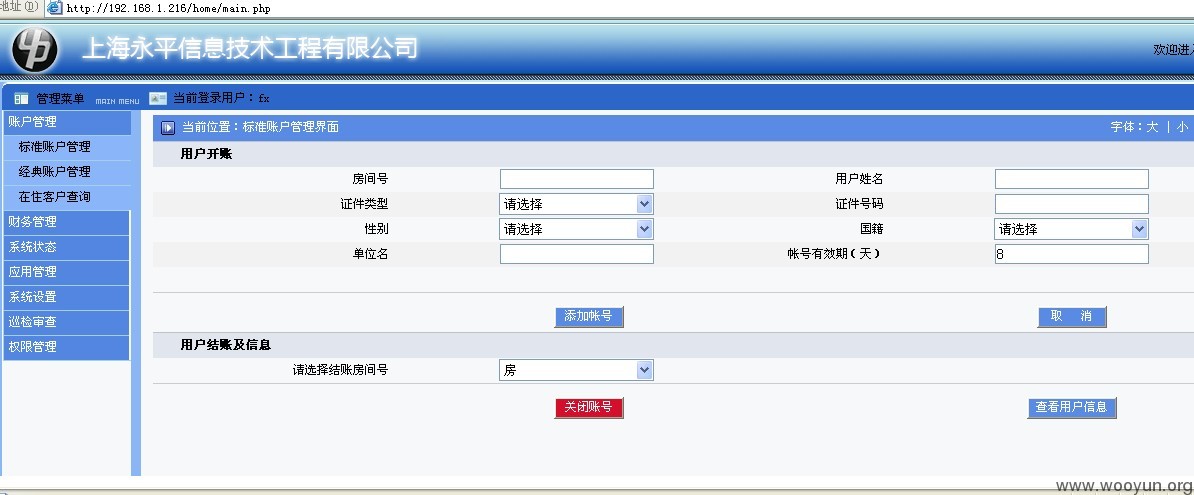 地址(D) http://192.168.1.216/home/main.php
上海永平信息技术工程有限公司
欢迎进入
管理菜单 MAIN MENU 当前登录用户：fx
账户管理
标准账户管理
经典账户管理
在住客户查询
财务管理
系统状态
应用管理
系统设置
巡检审查
权限管理
当前位置：标准账户管理界面 字体：大 | 小
用户开账
房间号 用户姓名
证件类型 请选择 证件号码
性别 请选择 国籍 请选择
单位名 帐号有效期（天） 8
添加帐号 取 消
用户结账及信息
请选择结账房间号 房
关闭账号 查看用户信息
www.wooyun.org